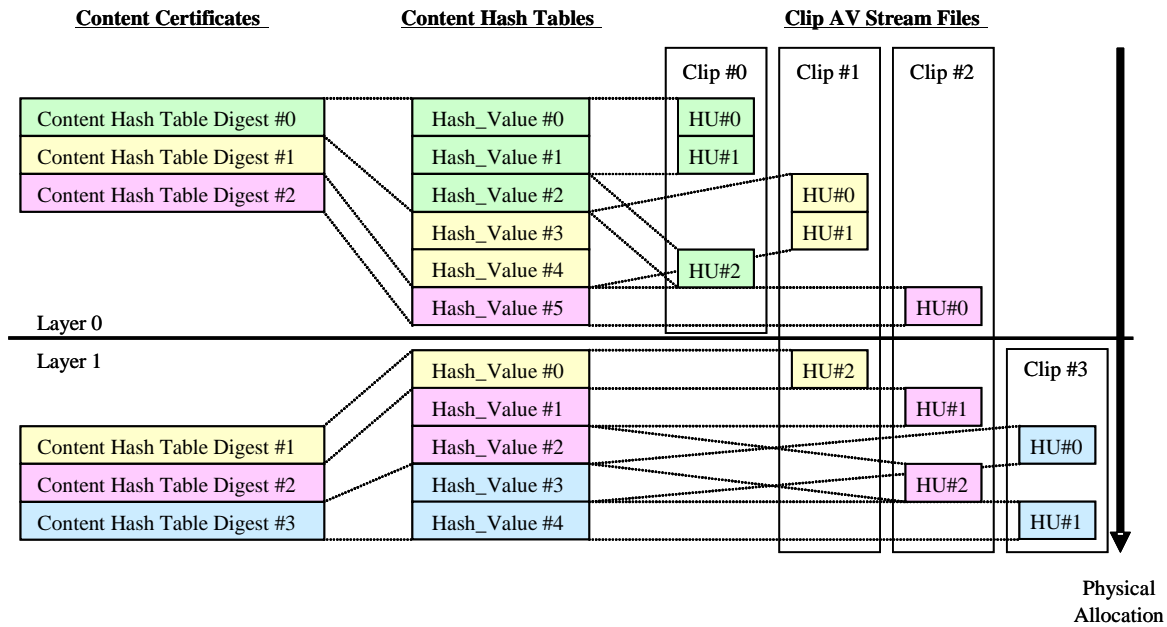 Content Certificates
Content Hash Tables
Clip AV Stream Files
Clip #0
Clip #1
Clip #2
Content Hash Table Digest #0
Content Hash Table Digest #1
Content Hash Table Digest #2
Hash_Value #0
Hash_Value #1
Hash_Value #2
Hash_Value #3
Hash_Value #4
Hash_Value #5
HU#0
HU#1
HU#2
HU#0
HU#1
HU#0
Layer 0
Layer 1
Content Hash Table Digest #1
Content Hash Table Digest #2
Content Hash Table Digest #3
Hash_Value #0
Hash_Value #1
Hash_Value #2
Hash_Value #3
Hash_Value #4
HU#2
HU#1
HU#2
Clip #3
HU#0
HU#1
Physical
Allocation